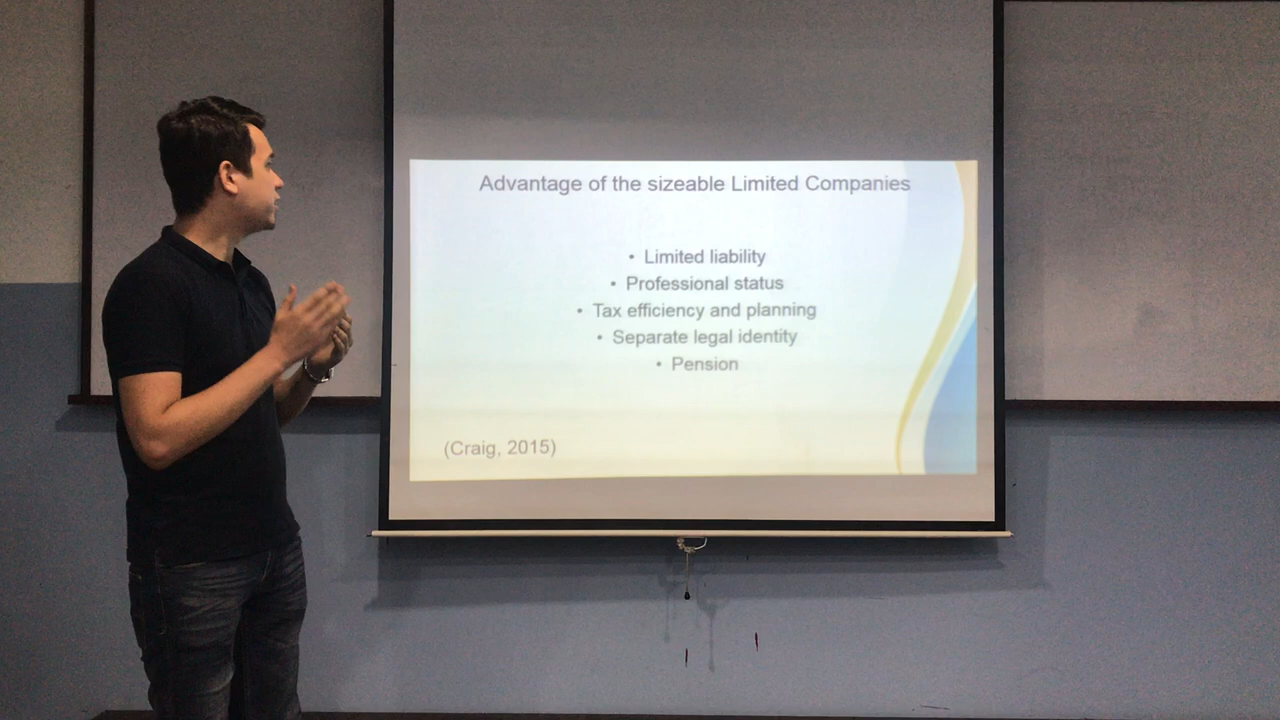 Advantage of the sizeable Limited Companies
• Limited liability
• Professional status
• Tax efficiency and planning
• Separate legal identity
• Pension
(Craig, 2015)